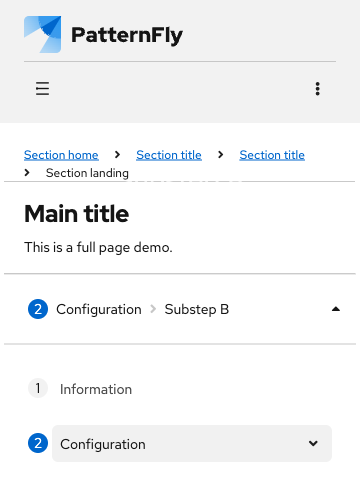 PatternFly
Section home > Section title > Section title
> Section landing
Main title
This is a full page demo.
2 Configuration > Substep B
1 Information
2 Configuration